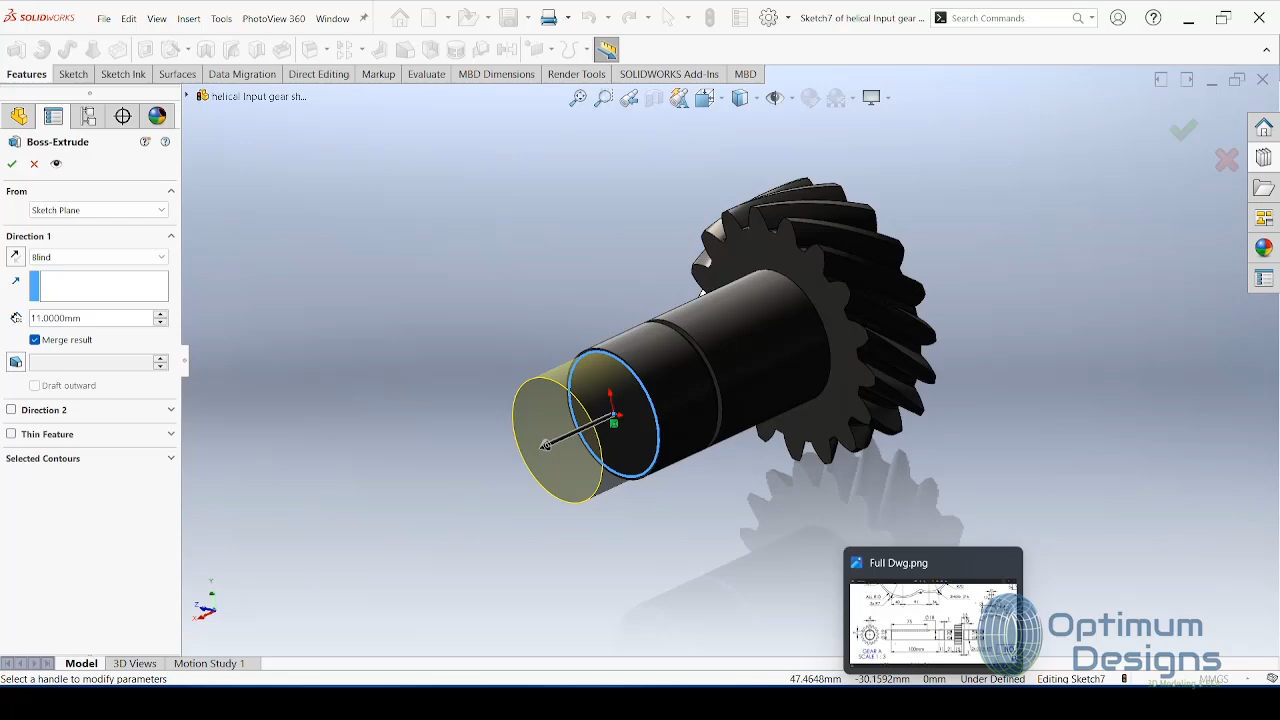 SOLIDWORKS File Edit View Insert Tools PhotoView 360 Window Sketch7 of helical Input gear ... Search Commands
Features Sketch Sketch Ink Surfaces Data Migration Direct Editing Markup Evaluate MBD Dimensions Render Tools SOLIDWORKS Add-Ins MBD
helical Input gear sh...
Boss-Extrude
From
Sketch Plane
Direction 1
Blind
11.0000mm
Merge result
Draft outward
Direction 2
Thin Feature
Selected Contours
Y
Z
X
Full Dwg.png
75
100mm
GEAR A
Optimum
Designs
Model 3D Views Motion Study 1
Select a handle to modify parameters 47.4648mm -30.1592mm 0mm Under Defined Editing Sketch7 MMGS